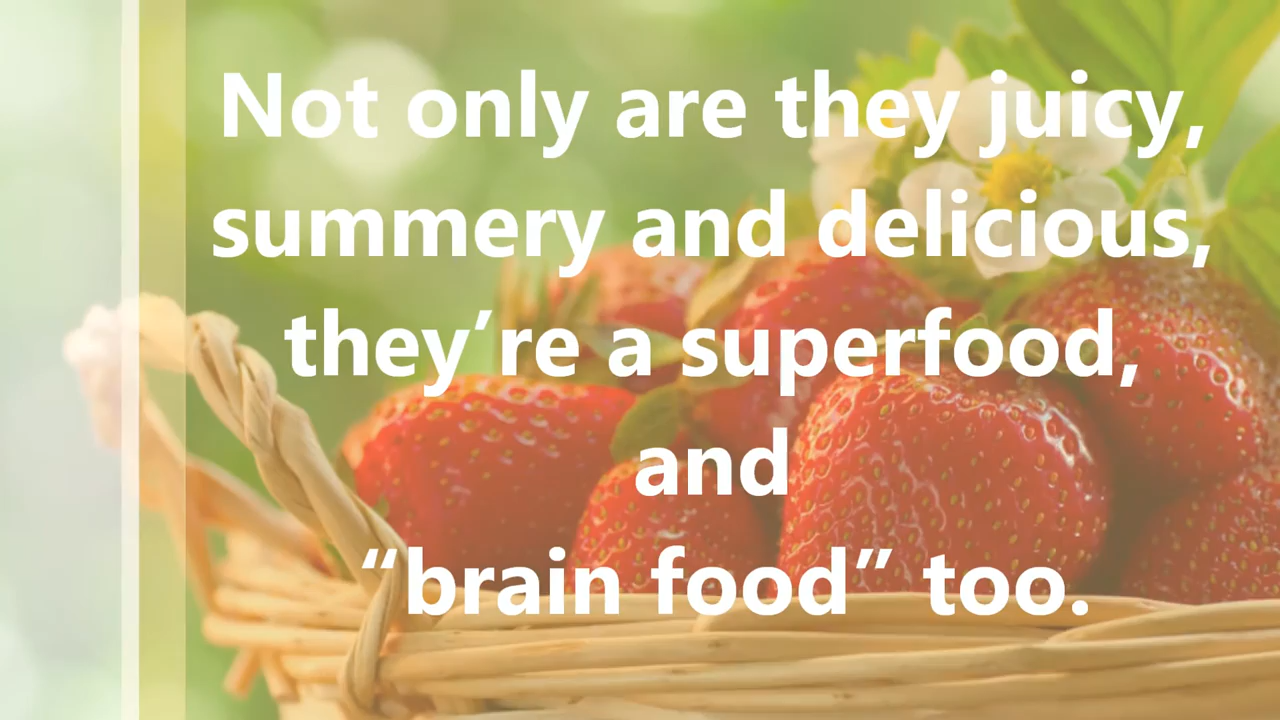 Not only are they juicy,
summery and delicious,
they’re a superfood,
and
“brain food” too.